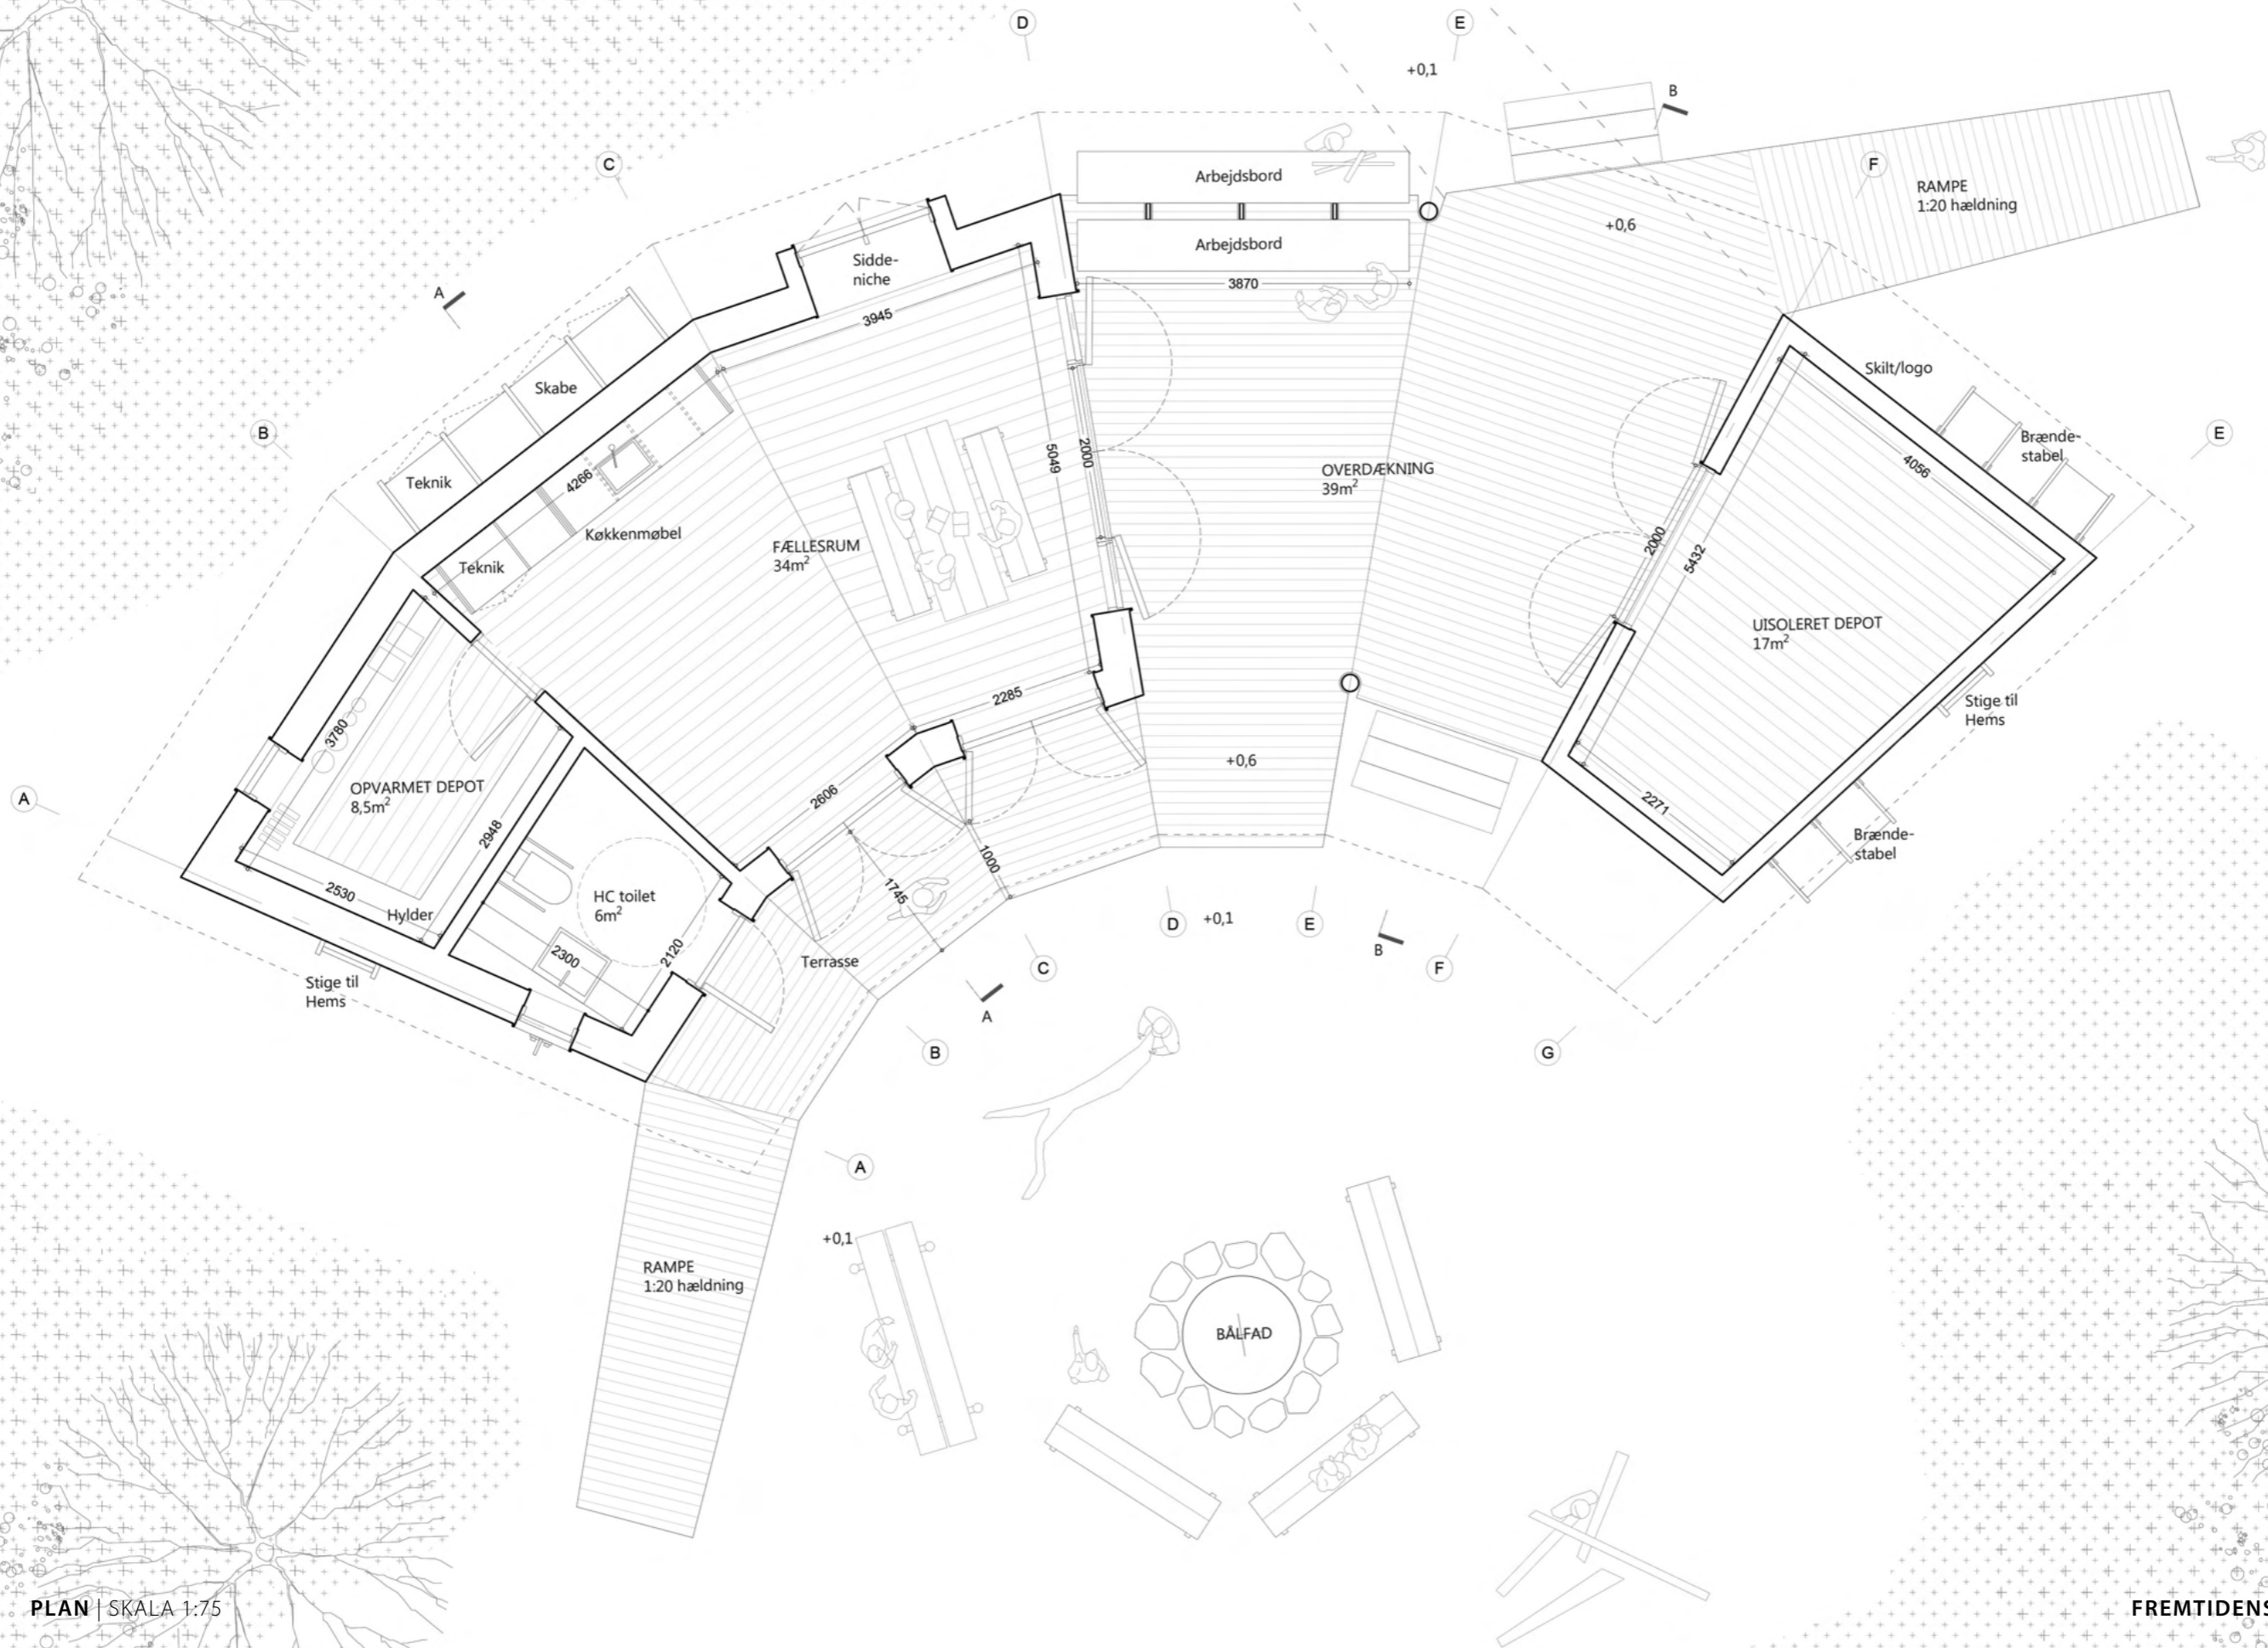 D
E
+0,1
B
C
F
RAMPE
1:20 hældning
Arbejdsbord
+0,6
Arbejdsbord
Sidde-
niche
3870
A
3945
Skilt/logo
Skabe
B
Brænde-
stabel
E
5049
2000
4056
OVERDÆKNING
39m²
Teknik
4266
Køkkenmøbel
FÆLLESRUM
34m²
2000
5432
Teknik
UISOLERET DEPOT
17m²
2285
Stige til
Hems
3780
+0,6
OPVARMET DEPOT
8,5m²
A
2606
2271
2948
Brænde-
stabel
1000
1745
2530
Hylder
HC toilet
6m²
D
+0,1
E
2120
2300
Terrasse
B
C
F
Stige til
Hems
A
B
G
A
+0,1
RAMPE
1:20 hældning
BÅLFAD
PLAN | SKALA 1:75
FREMTIDENS